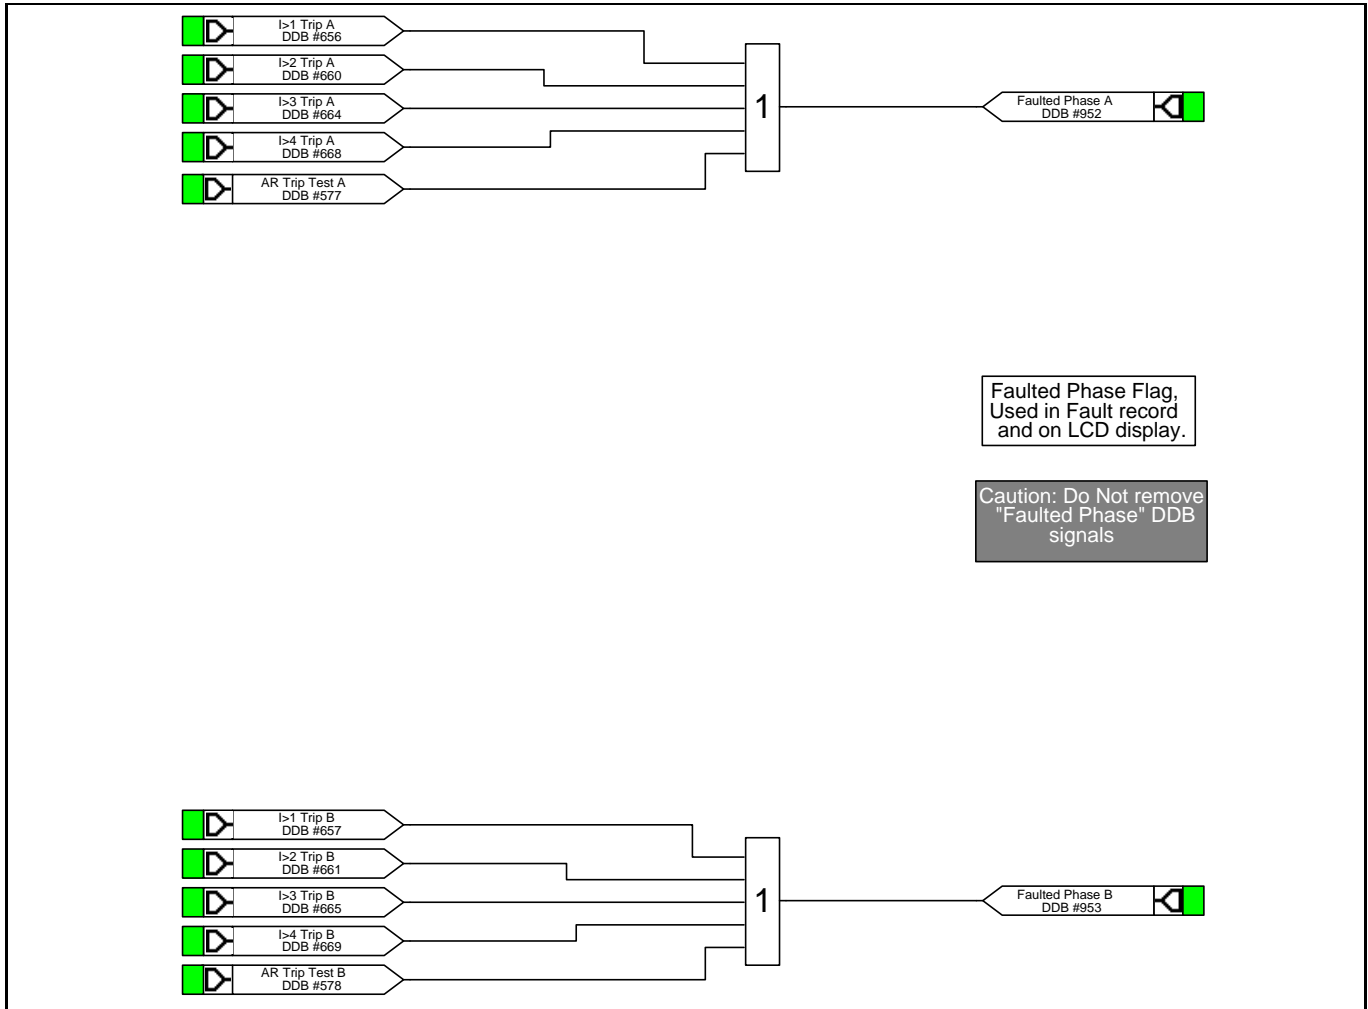 I>1 Trip A
DDB #656
I>2 Trip A
DDB #660
I>3 Trip A
DDB #664
I>4 Trip A
DDB #668
AR Trip Test A
DDB #577
1
Faulted Phase A
DDB #952
Faulted Phase Flag,
Used in Fault record
and on LCD display.
Caution: Do Not remove
"Faulted Phase" DDB
signals
I>1 Trip B
DDB #657
I>2 Trip B
DDB #661
I>3 Trip B
DDB #665
I>4 Trip B
DDB #669
AR Trip Test B
DDB #578
1
Faulted Phase B
DDB #953